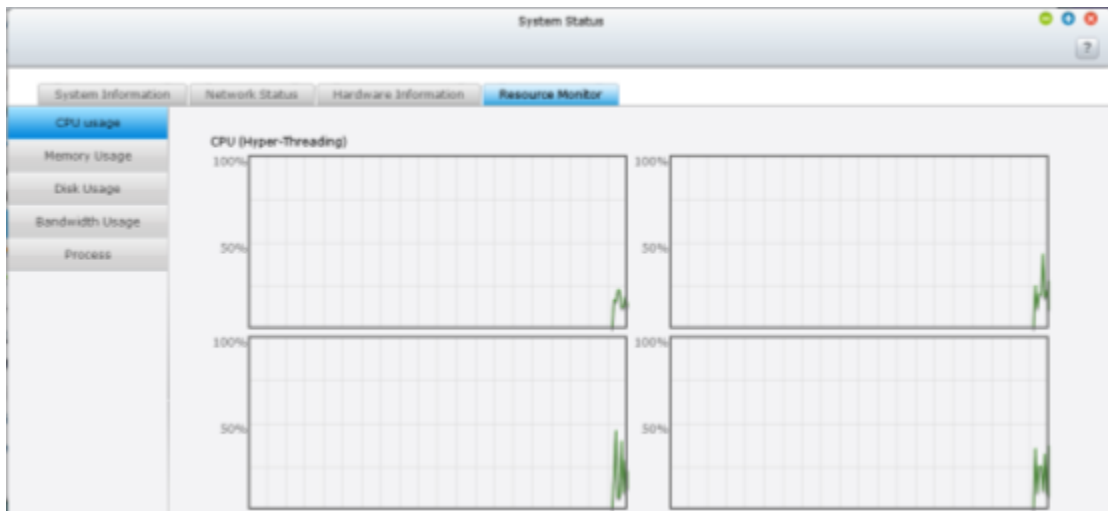 System Status
?
System Information Network Status Hardware Information Resource Monitor
CPU usage
Memory Usage
Disk Usage
Bandwidth Usage
Process
CPU (Hyper-Threading)
100% 100%
50% 50%
100% 100%
50% 50%